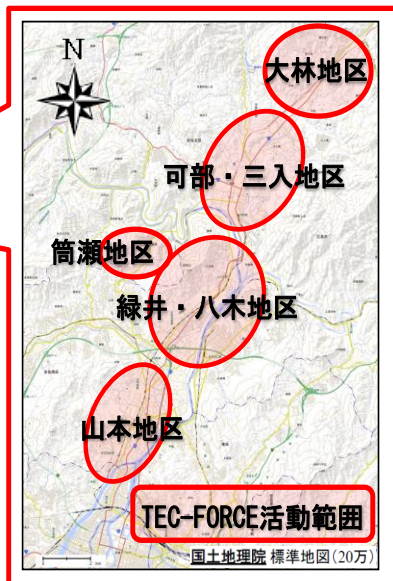 N
大林地区
可部・三入地区
筒瀬地区
緑井・八木地区
山本地区
TEC-FORCE活動範囲
国土地理院 標準地図(20万)